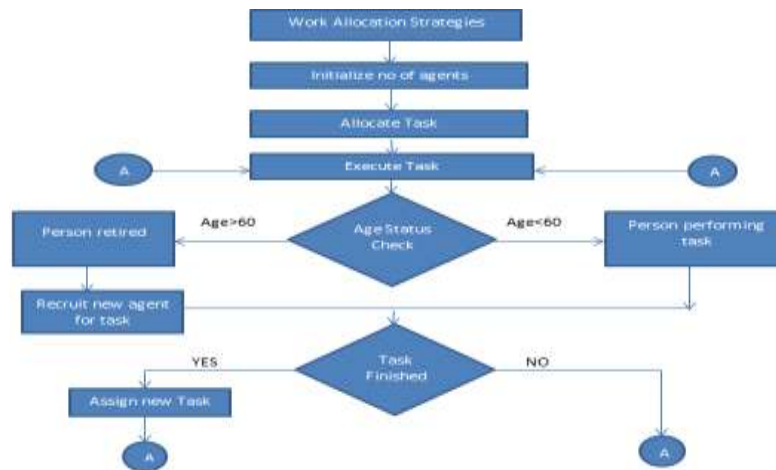 Work Allocation Strategies
Initialize no of agents
Allocate Task
A
Execute Task
A
Age>60
Age<60
Person retired
Age Status
Check
Person performing
task
Recruit new agent
for task
YES
Task
Finished
NO
Assign new Task
A
A